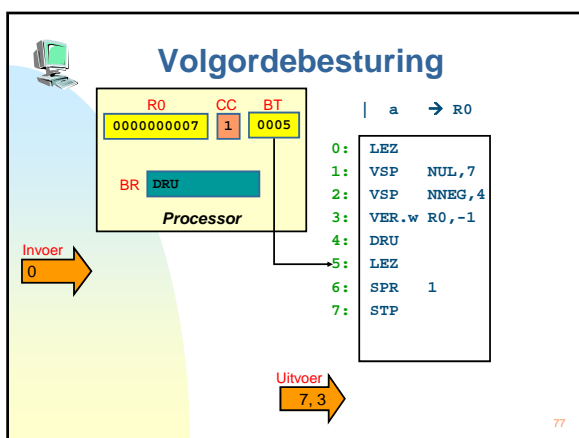 Volgordebesturing
R0 CC BT
0000000007 1 0005
BR DRU
Processor
| a → R0
0: LEZ
1: VSP NUL,7
2: VSP NNEG,4
3: VER.w R0,-1
4: DRU
5: LEZ
6: SPR 1
7: STP
Invoer
0
Uitvoer
7, 3
77